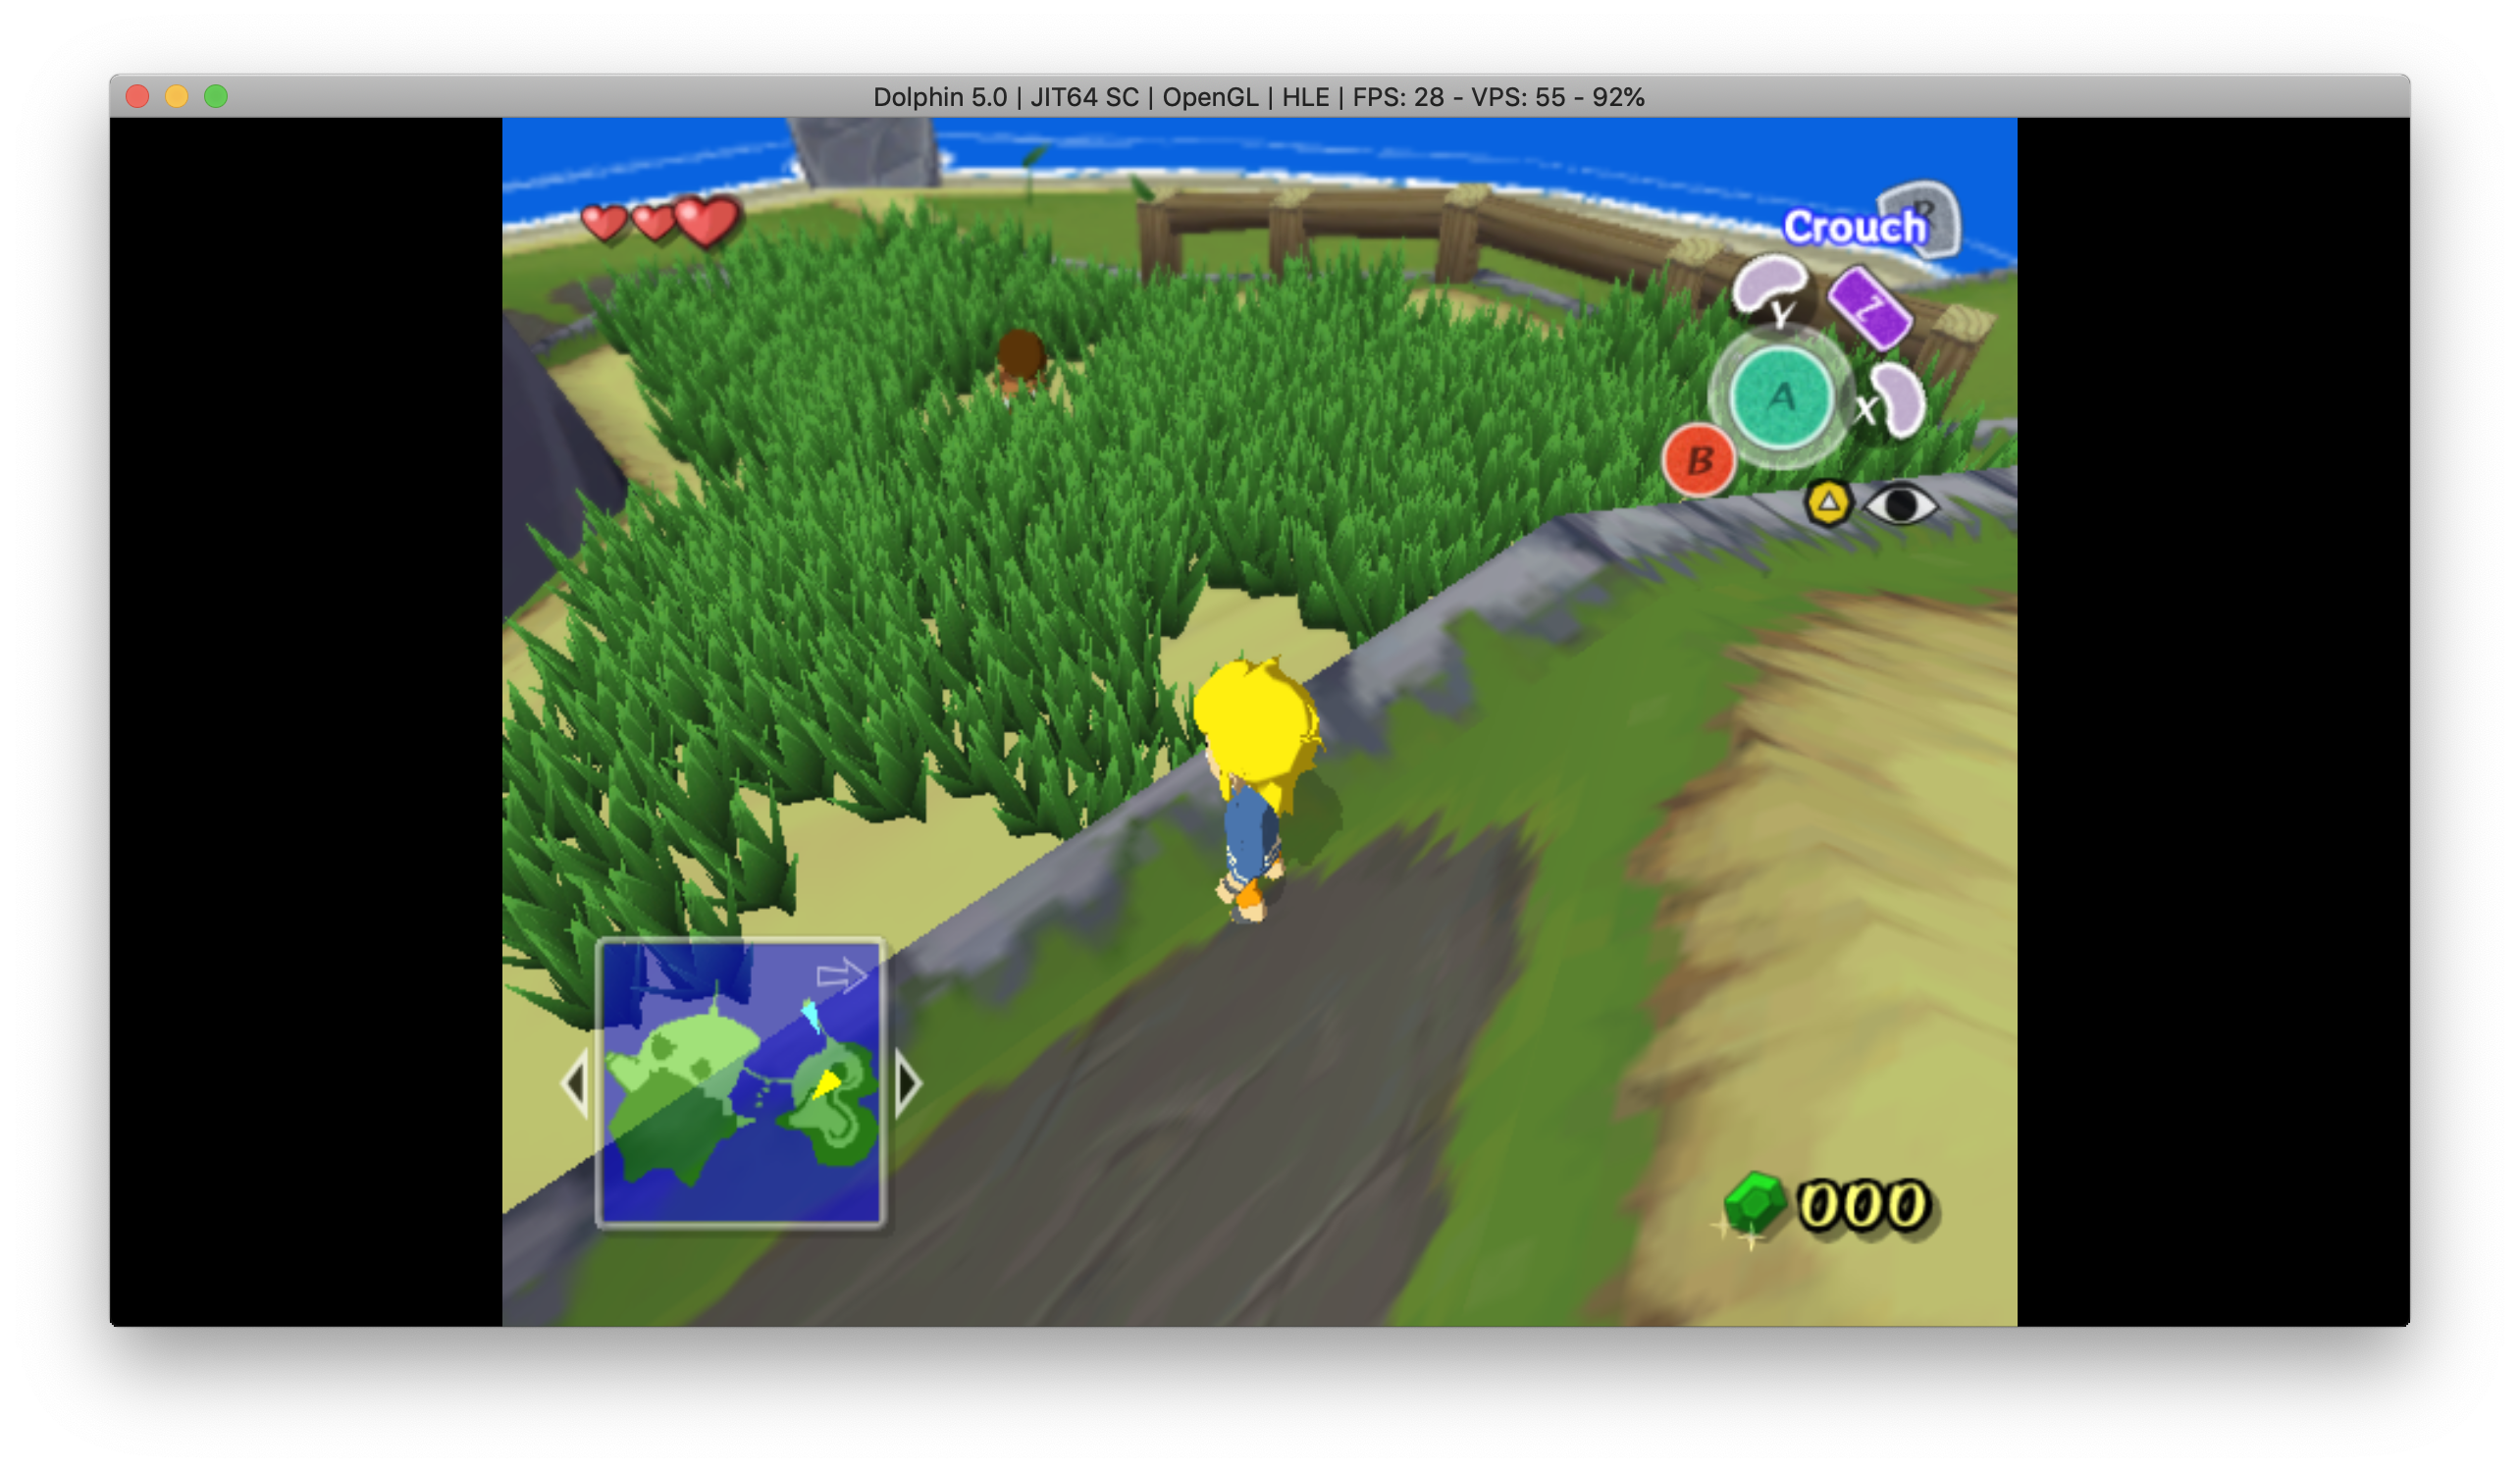 Dolphin 5.0 | JIT64 SC | OpenGL | HLE | FPS: 28 - VPS: 55 - 92%
R
Crouch
Y
Z
A
X
B
000